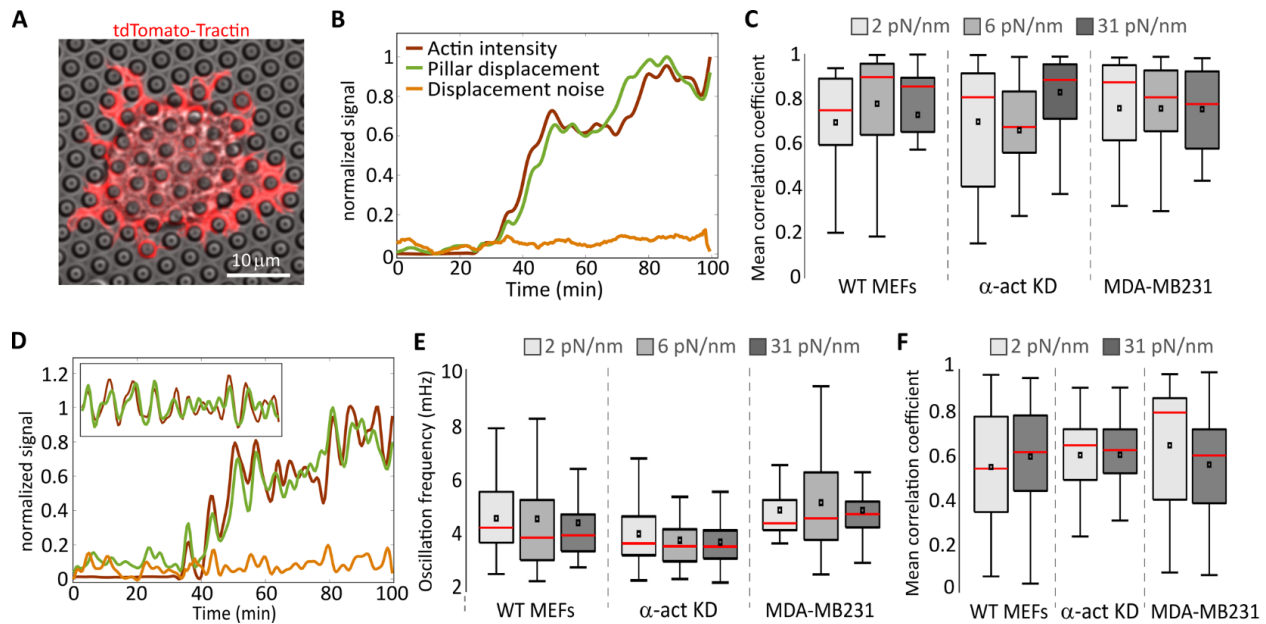 A
tdTomato-Tractin
10 μm
B
Actin intensity
Pillar displacement
Displacement noise
normalized signal
1
0.8
0.6
0.4
0.2
0
0 20 40 60 80 100
Time (min)
C
2 pN/nm 6 pN/nm 31 pN/nm
Mean correlation coefficient
1
0.8
0.6
0.4
0.2
0
WT MEFs α-act KD MDA-MB231
D
normalized signal
1.2
1
0.8
0.6
0.4
0.2
0
0 20 40 60 80 100
Time (min)
E
2 pN/nm 6 pN/nm 31 pN/nm
Oscillation frequency (mHz)
10
8
6
4
2
WT MEFs α-act KD MDA-MB231
F
2 pN/nm 31 pN/nm
Mean correlation coefficient
1
0.8
0.6
0.4
0.2
0
WT MEFs α-act KD MDA-MB231